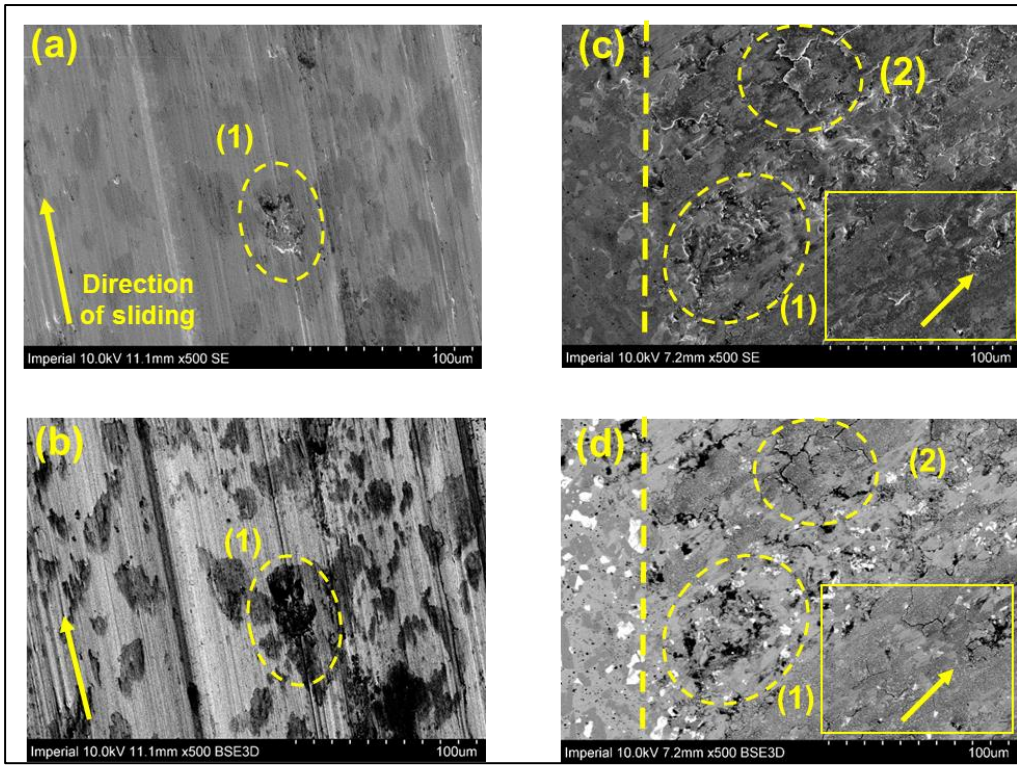 (a)
(1)
Direction
of sliding
Imperial 10.0kV 11.1mm x500 SE
100um
(c)
(2)
(1)
Imperial 10.0kV 7.2mm x500 SE
100um
(b)
(1)
Imperial 10.0kV 11.1mm x500 BSE3D
100um
(d)
(2)
(1)
Imperial 10.0kV 7.2mm x500 BSE3D
100um